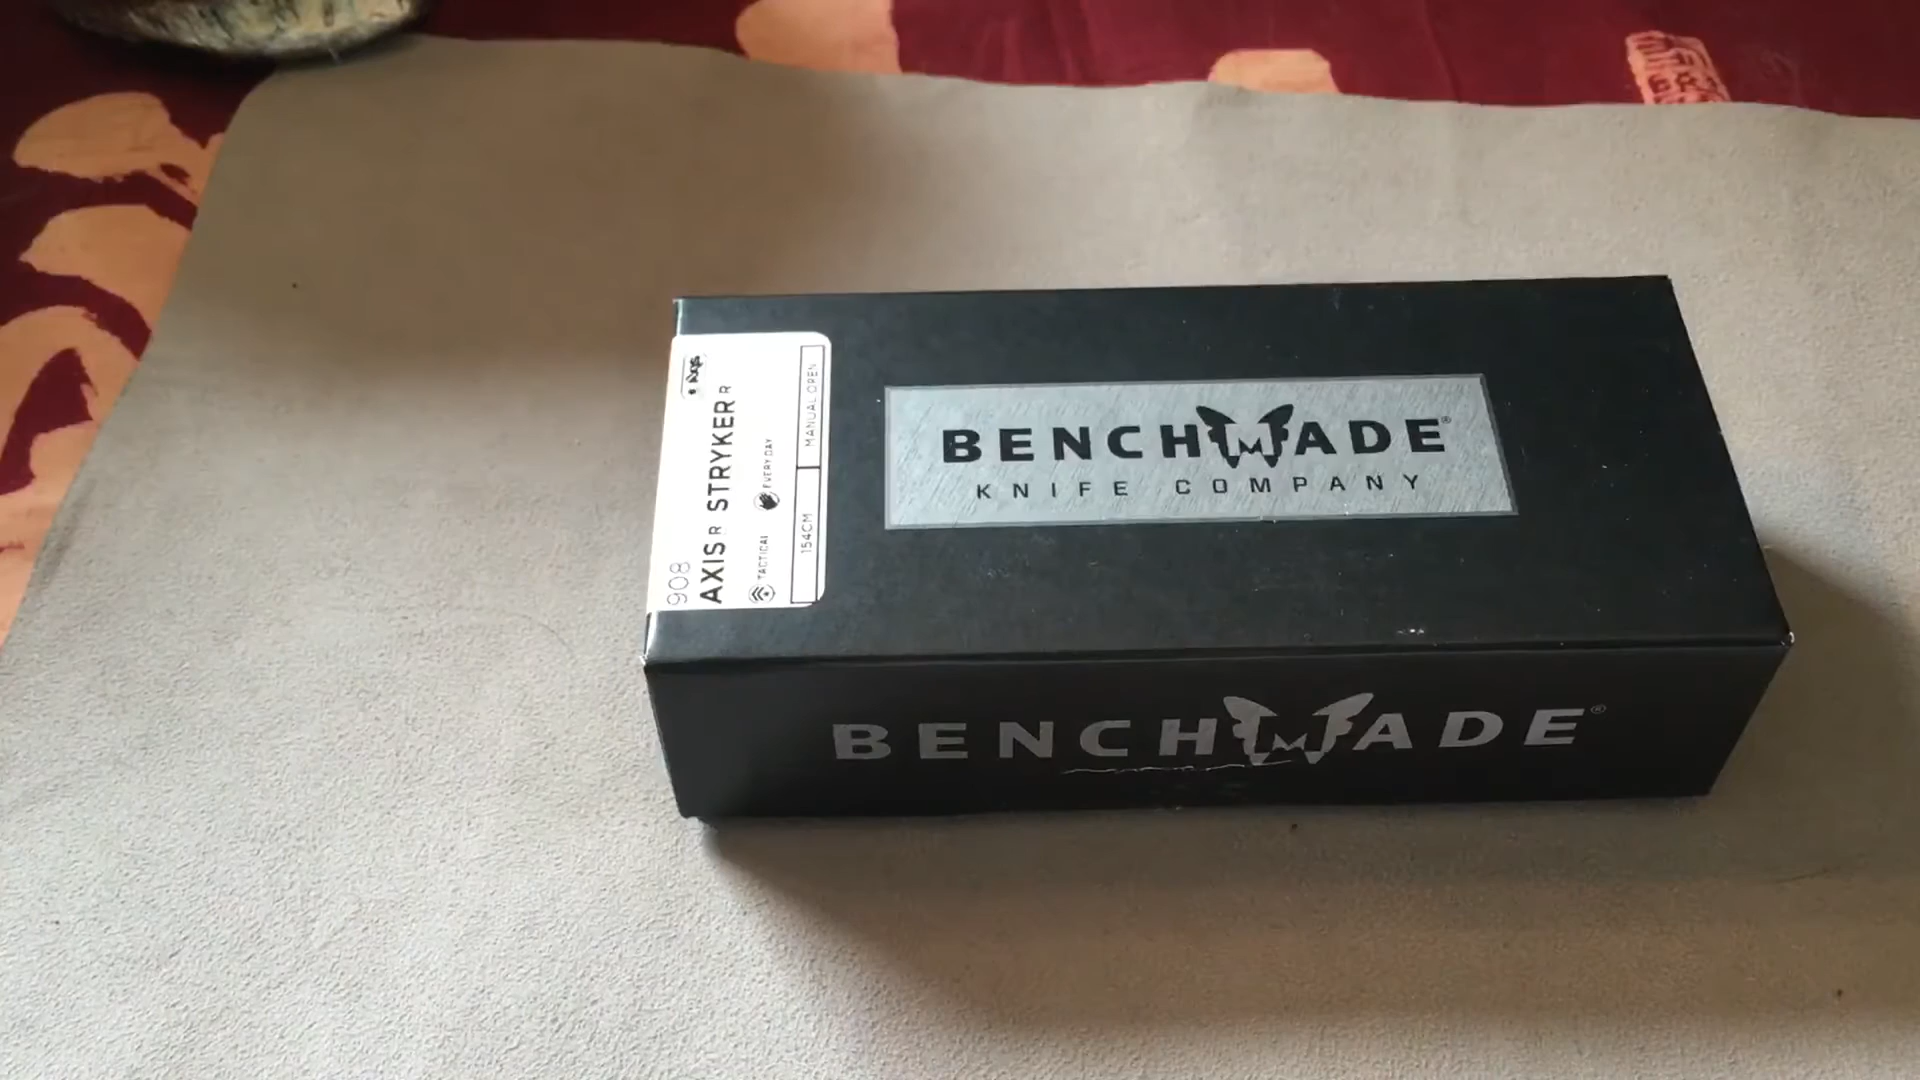 908
AXIS R STRYKER R
TACTICAL EVERY DAY
154CM MANUAL OPEN
BENCHMADE®
KNIFE COMPANY
BENCHMADE®